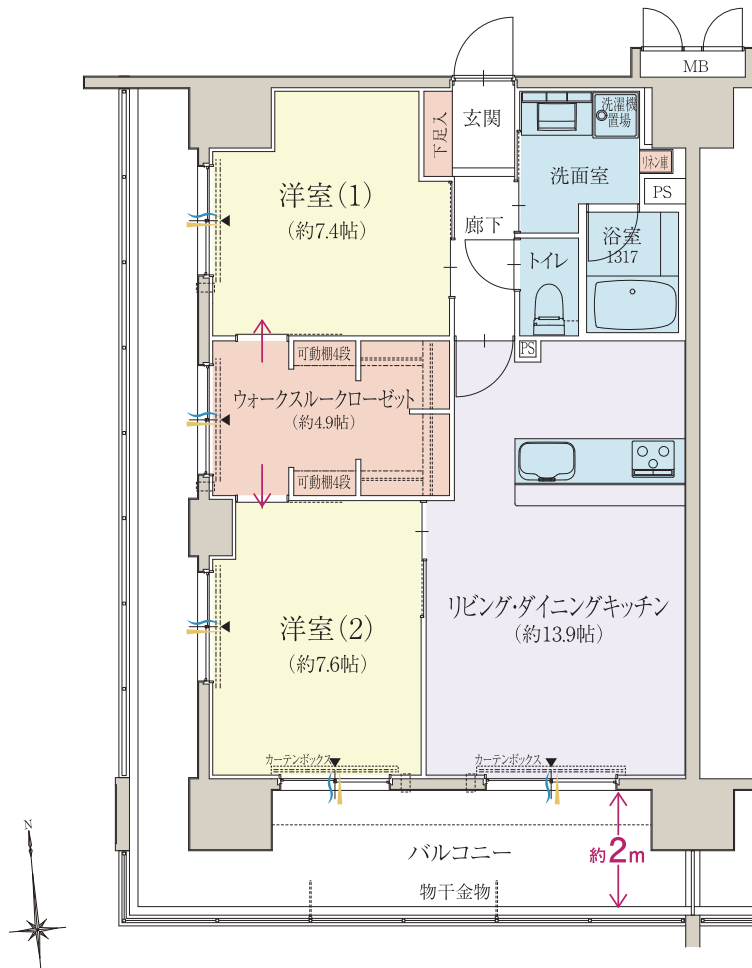 MB
玄関
下足入
洗濯機
置場
洗面室
リネン庫
PS
洋室(1)
(約7.4帖)
廊下
トイレ
浴室
1317
PS
可動棚4段
ウォークスルークローゼット
(約4.9帖)
可動棚4段
洋室(2)
(約7.6帖)
リビング・ダイニングキッチン
(約13.9帖)
カーテンボックス
カーテンボックス
バルコニー
約2m
物干金物
N